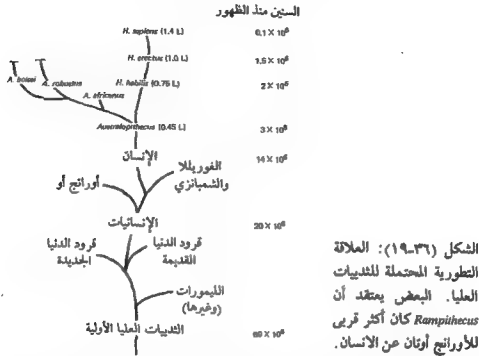 السنين منذ الظهور
H. sapiens (1.4 L) 0.1 X 10⁶
H. erectus (1.0 L) 1.5 X 10⁶
A. boisei A. robustus H. habilis (0.75 L) 2 X 10⁶
A. africanus
Australopithecus (0.45 L) 3 X 10⁶
الإنسان 14 X 10⁶
الغوريللا
والشمبانزي
أورانج أو
الإنسانيات 20 X 10⁶
قرود الدنيا
القديمة
قرود الدنيا
الجديدة
الليمورات
(وغيرها)
الثدييات العليا الأولية 69 X 10⁶
الشكل (٣٦-١٩): العلاقة
التطورية المحتملة للثدييات
العليا. البعض يعتقد أن
Rampithecus كان أكثر قربى
للأورانج أوتان عن الانسان.